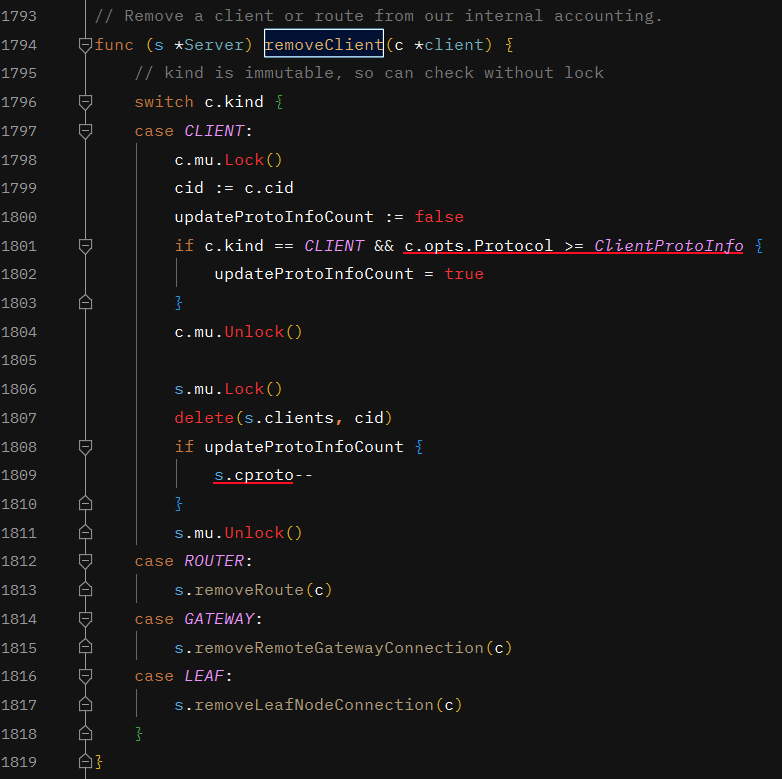 1793 // Remove a client or route from our internal accounting.
1794 func (s *Server) removeClient(c *client) {
1795     // kind is immutable, so can check without lock
1796     switch c.kind {
1797     case CLIENT:
1798         c.mu.Lock()
1799         cid := c.cid
1800         updateProtoInfoCount := false
1801         if c.kind == CLIENT && c.opts.Protocol >= ClientProtoInfo {
1802             updateProtoInfoCount = true
1803         }
1804         c.mu.Unlock()
1805
1806         s.mu.Lock()
1807         delete(s.clients, cid)
1808         if updateProtoInfoCount {
1809             s.cproto--
1810         }
1811         s.mu.Unlock()
1812     case ROUTER:
1813         s.removeRoute(c)
1814     case GATEWAY:
1815         s.removeRemoteGatewayConnection(c)
1816     case LEAF:
1817         s.removeLeafNodeConnection(c)
1818     }
1819 }